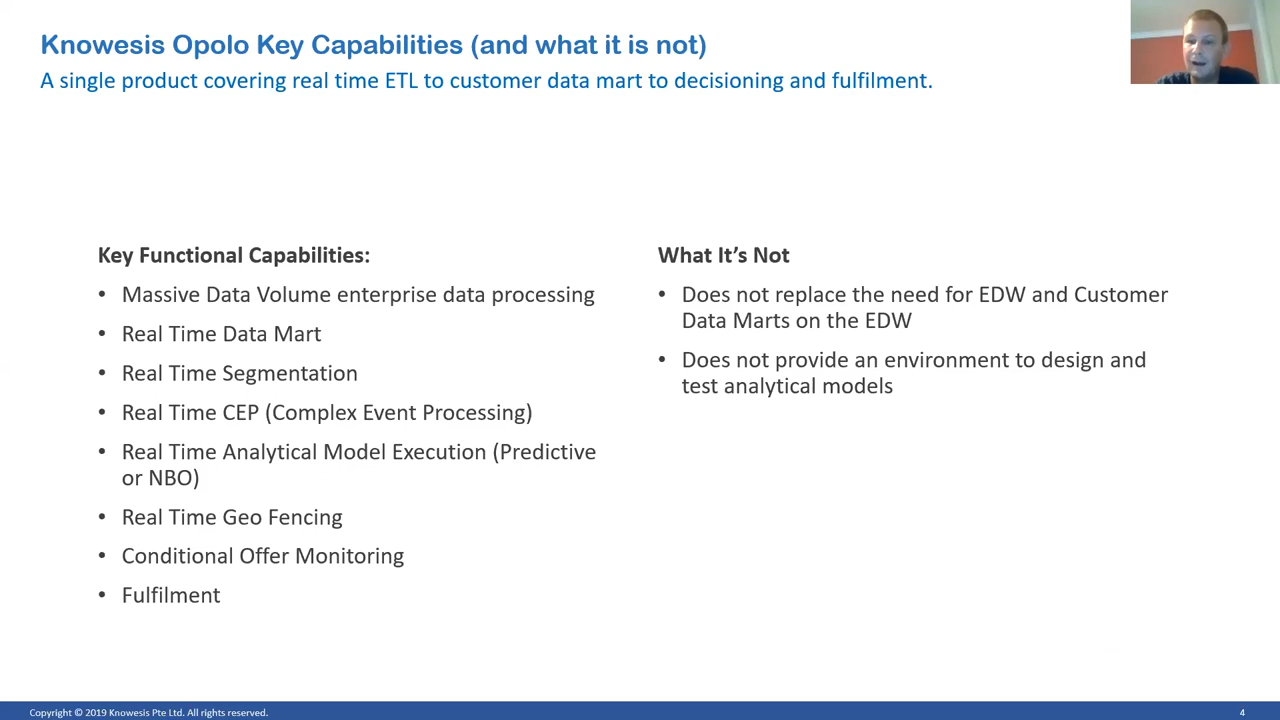 Knowesis Opolo Key Capabilities (and what it is not)
A single product covering real time ETL to customer data mart to decisioning and fulfilment.
Key Functional Capabilities:
• Massive Data Volume enterprise data processing
• Real Time Data Mart
• Real Time Segmentation
• Real Time CEP (Complex Event Processing)
• Real Time Analytical Model Execution (Predictive
or NBO)
• Real Time Geo Fencing
• Conditional Offer Monitoring
• Fulfilment
What It’s Not
• Does not replace the need for EDW and Customer
Data Marts on the EDW
• Does not provide an environment to design and
test analytical models
Copyright © 2019 Knowesis Pte Ltd. All rights reserved.
4